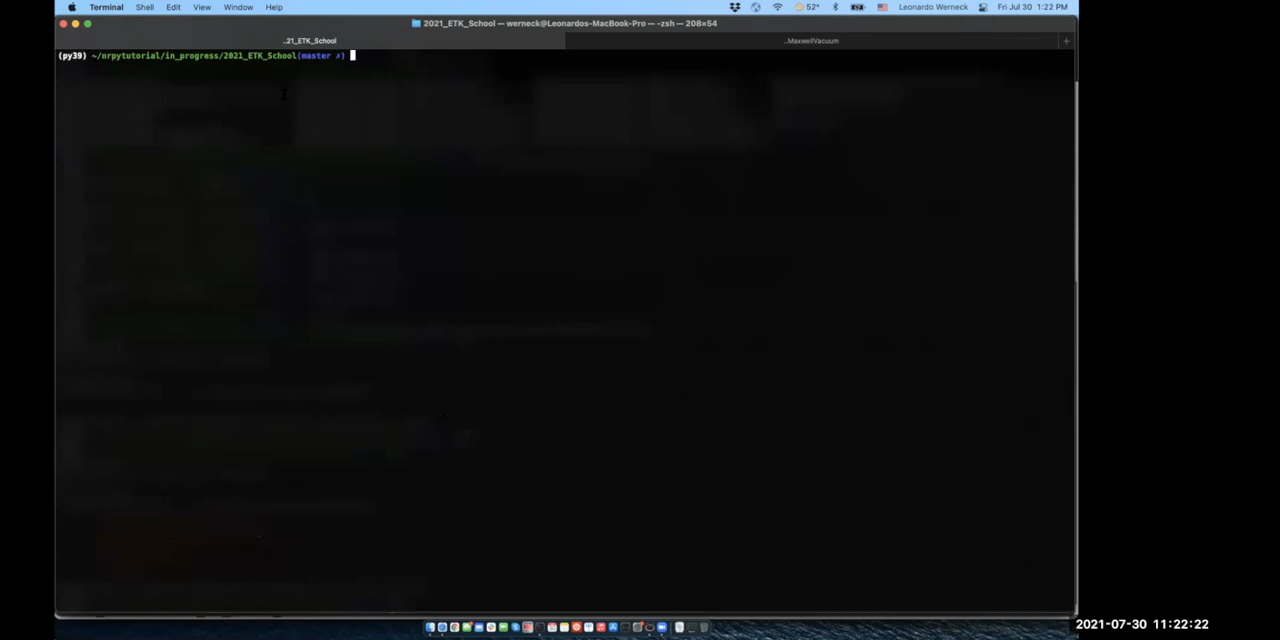 Terminal Shell Edit View Window Help 52° Leonardo Werneck Fri Jul 30 1:22 PM
2021_ETK_School — werneck@Leonardos-MacBook-Pro — -zsh — 208×54
..21_ETK_School ..MaxwellVacuum +
(py39) ~/nrpytutorial/in_progress/2021_ETK_School(master ✗)
2021-07-30 11:22:22